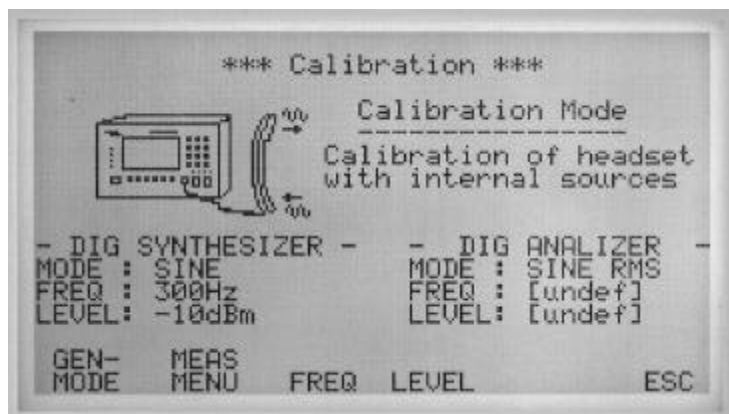 *** Calibration ***
Calibration Mode
Calibration of headset
with internal sources
- DIG SYNTHESIZER -
MODE : SINE
FREQ : 300Hz
LEVEL: -10dBm
- DIG ANALIZER -
MODE : SINE RMS
FREQ : [undef]
LEVEL: [undef]
GEN-
MODE
MEAS
MENU
FREQ
LEVEL
ESC